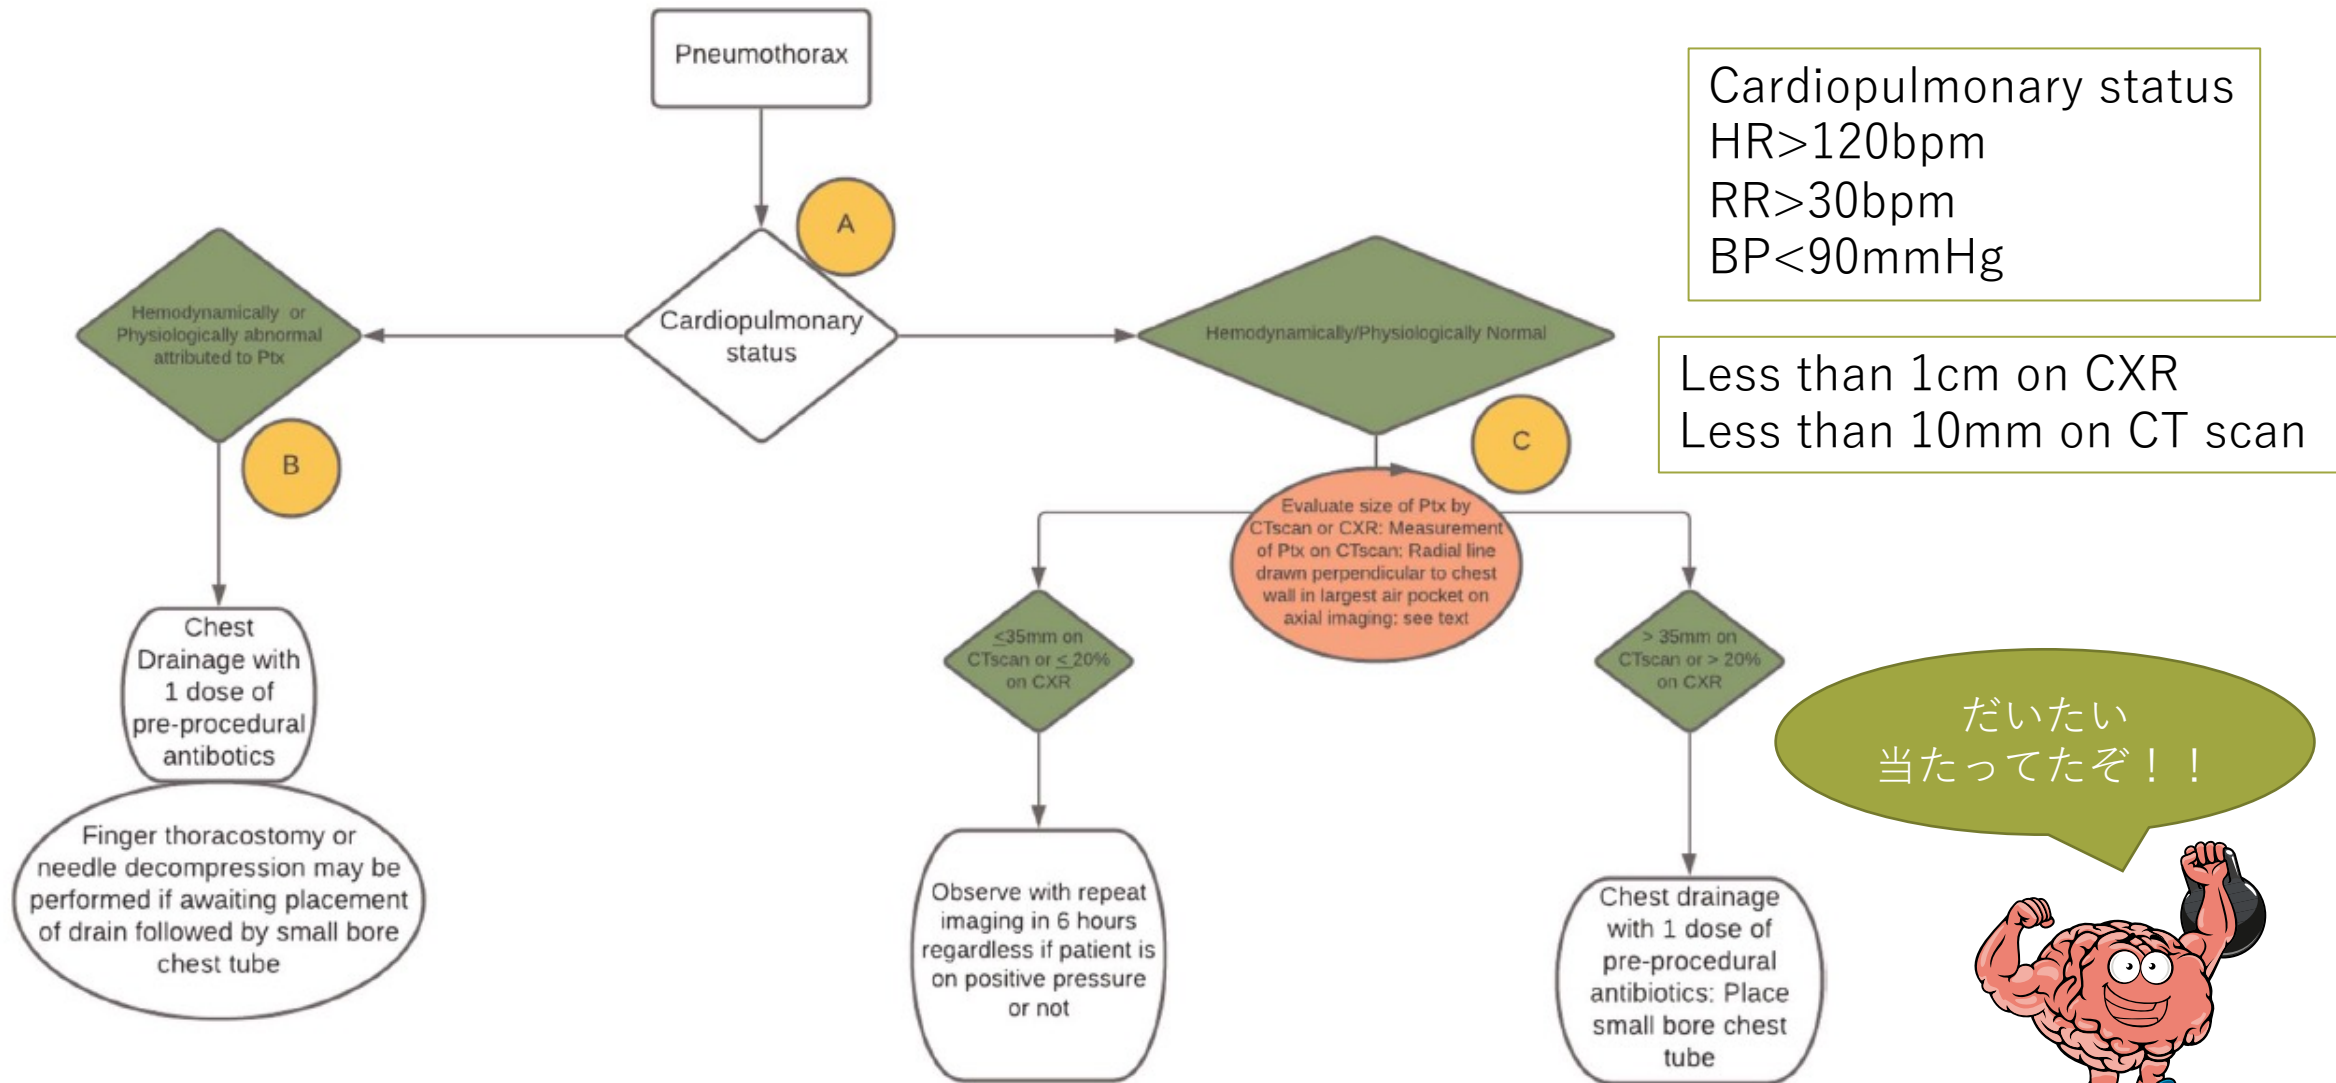 Pneumothorax
A
Cardiopulmonary
status
Hemodynamically or
Physiologically abnormal
attributed to Ptx
B
Chest
Drainage with
1 dose of
pre-procedural
antibotics
Finger thoracostomy or
needle decompression may be
performed if awaiting placement
of drain followed by small bore
chest tube
Hemodynamically/Physiologically Normal
C
Evaluate size of Ptx by
CTscan or CXR: Measurement
of Ptx on CTscan: Radial line
drawn perpendicular to chest
wall in largest air pocket on
axial imaging: see text
≤35mm on
CTscan or ≤ 20%
on CXR
Observe with repeat
imaging in 6 hours
regardless if patient is
on positive pressure
or not
> 35mm on
CTscan or > 20%
on CXR
Chest drainage
with 1 dose of
pre-procedural
antibiotics: Place
small bore chest
tube
Cardiopulmonary status
HR>120bpm
RR>30bpm
BP<90mmHg
Less than 1cm on CXR
Less than 10mm on CT scan
だいたい
当たってたぞ！！